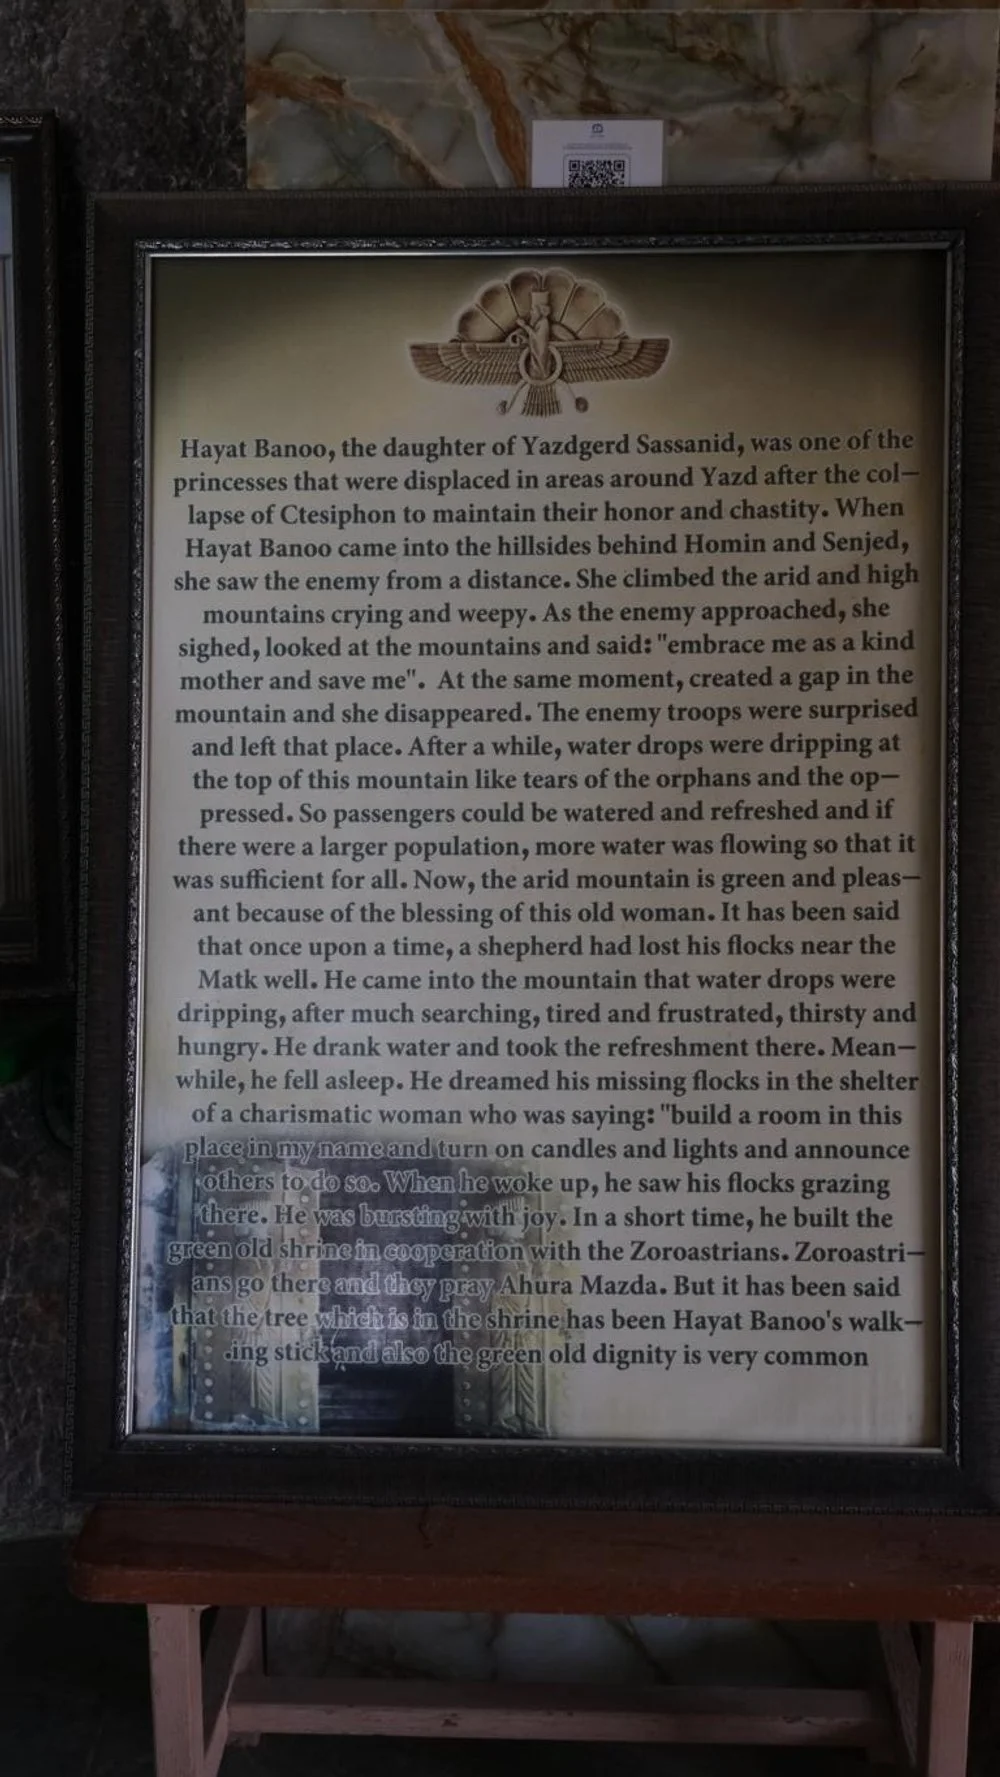 Hayat Banoo, the daughter of Yazdgerd Sassanid, was one of the
princesses that were displaced in areas around Yazd after the col–
lapse of Ctesiphon to maintain their honor and chastity. When
Hayat Banoo came into the hillsides behind Homin and Senjed,
she saw the enemy from a distance. She climbed the arid and high
mountains crying and weepy. As the enemy approached, she
sighed, looked at the mountains and said: "embrace me as a kind
mother and save me". At the same moment, created a gap in the
mountain and she disappeared. The enemy troops were surprised
and left that place. After a while, water drops were dripping at
the top of this mountain like tears of the orphans and the op–
pressed. So passengers could be watered and refreshed and if
there were a larger population, more water was flowing so that it
was sufficient for all. Now, the arid mountain is green and pleas–
ant because of the blessing of this old woman. It has been said
that once upon a time, a shepherd had lost his flocks near the
Matk well. He came into the mountain that water drops were
dripping, after much searching, tired and frustrated, thirsty and
hungry. He drank water and took the refreshment there. Mean–
while, he fell asleep. He dreamed his missing flocks in the shelter
of a charismatic woman who was saying: "build a room in this
place in my name and turn on candles and lights and announce
others to do so. When he woke up, he saw his flocks grazing
there. He was bursting with joy. In a short time, he built the
green old shrine in cooperation with the Zoroastrians. Zoroastri–
ans go there and they pray Ahura Mazda. But it has been said
that the tree which is in the shrine has been Hayat Banoo's walk–
.ing stick and also the green old dignity is very common